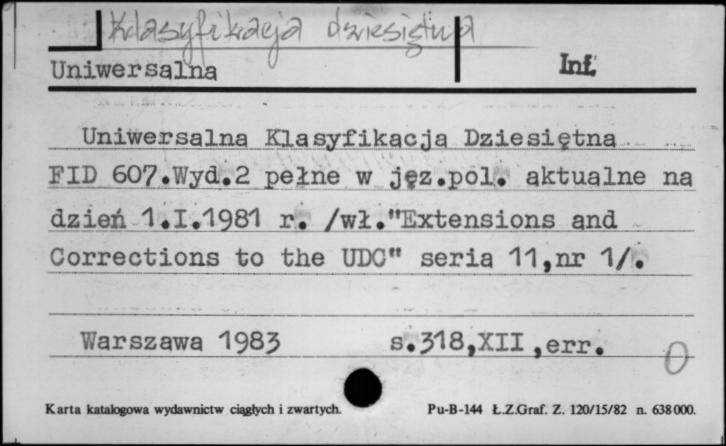 Klasyfikacja dziesiętna
Uniwersalna
Inf.
Uniwersalna Klasyfikacja Dziesiętna
FID 607.Wyd.2 pełne w jęz.pol. aktualne na
dzień 1.I.1981 r. /wł."Extensions and
Corrections to the UDC" seria 11,nr 1/.
Warszawa 1983 s.318,XII,err.
0
Karta katalogowa wydawnictw ciągłych i zwartych. Pu-B-144 Ł.Z.Graf. Z. 120/15/82 n. 638000.